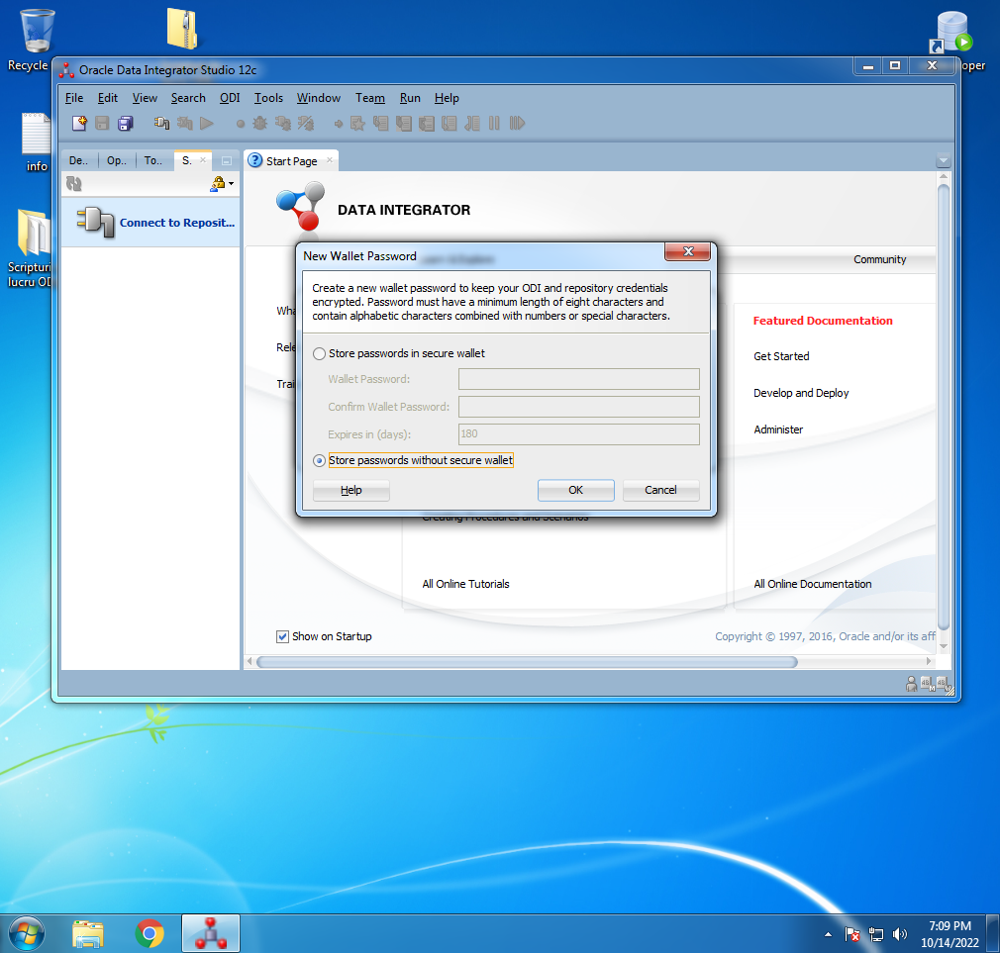 Recycle
oper
info
Scripturi
lucru OD
Oracle Data Integrator Studio 12c
File Edit View Search ODI Tools Window Team Run Help
De.. Op.. To.. S.
Start Page
Connect to Reposit...
DATA INTEGRATOR
Community
New Wallet Password
Create a new wallet password to keep your ODI and repository credentials
encrypted. Password must have a minimum length of eight characters and
contain alphabetic characters combined with numbers or special characters.
Store passwords in secure wallet
Wallet Password:
Confirm Wallet Password:
Expires in (days): 180
Store passwords without secure wallet
Help OK Cancel
Wha
Rele
Trai
Featured Documentation
Get Started
Develop and Deploy
Administer
Creating Procedures and Scenarios
All Online Tutorials
All Online Documentation
Show on Startup
Copyright © 1997, 2016, Oracle and/or its aff
7:09 PM
10/14/2022